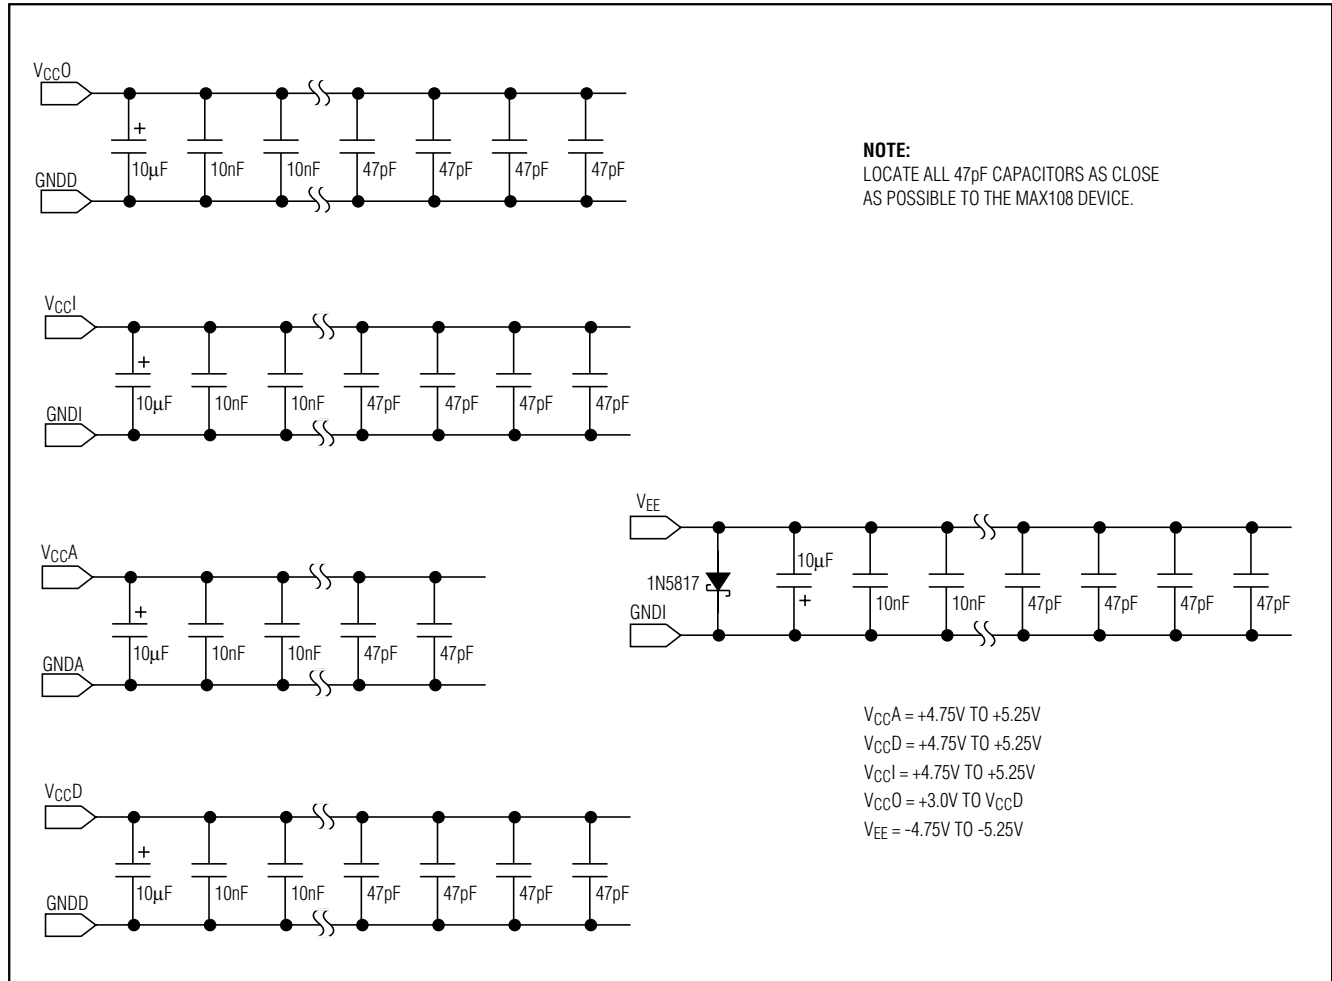 VCCO
+
10μF 10nF 10nF 47pF 47pF 47pF 47pF
GNDD
NOTE:
LOCATE ALL 47pF CAPACITORS AS CLOSE
AS POSSIBLE TO THE MAX108 DEVICE.
VCCI
+
10μF 10nF 10nF 47pF 47pF 47pF 47pF
GNDI
VCCA
+
10μF 10nF 10nF 47pF 47pF
GNDA
VEE
10μF
1N5817
+
10nF 10nF 47pF 47pF 47pF 47pF
GNDI
VCCD
+
10μF 10nF 10nF 47pF 47pF 47pF 47pF
GNDD
VCCA = +4.75V TO +5.25V
VCCD = +4.75V TO +5.25V
VCCI = +4.75V TO +5.25V
VCCO = +3.0V TO VCCD
VEE = -4.75V TO -5.25V